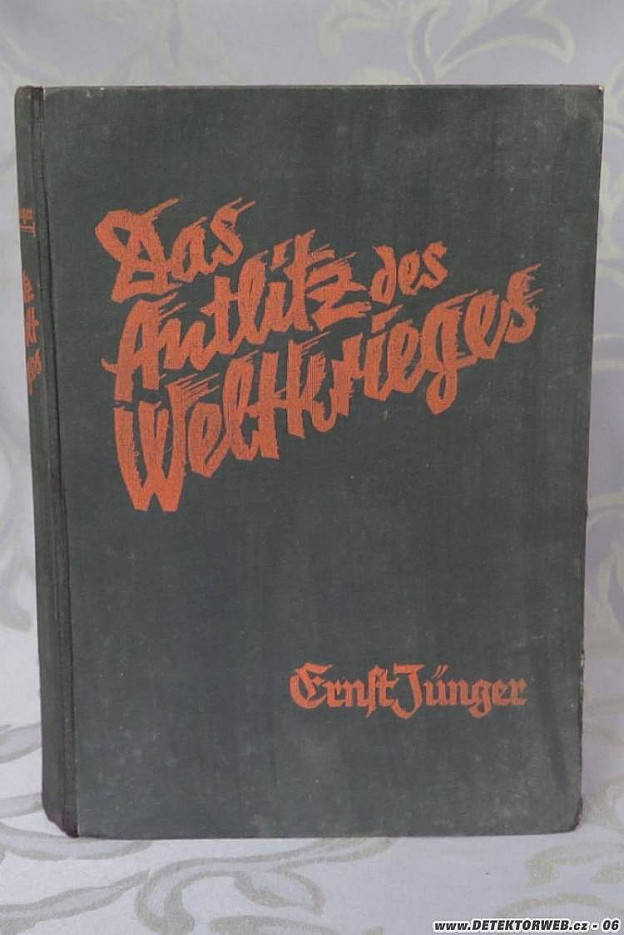 Das
Antlitz des
Weltkrieges
Ernst Jünger
www.DETEKTORWEB.cz - 06